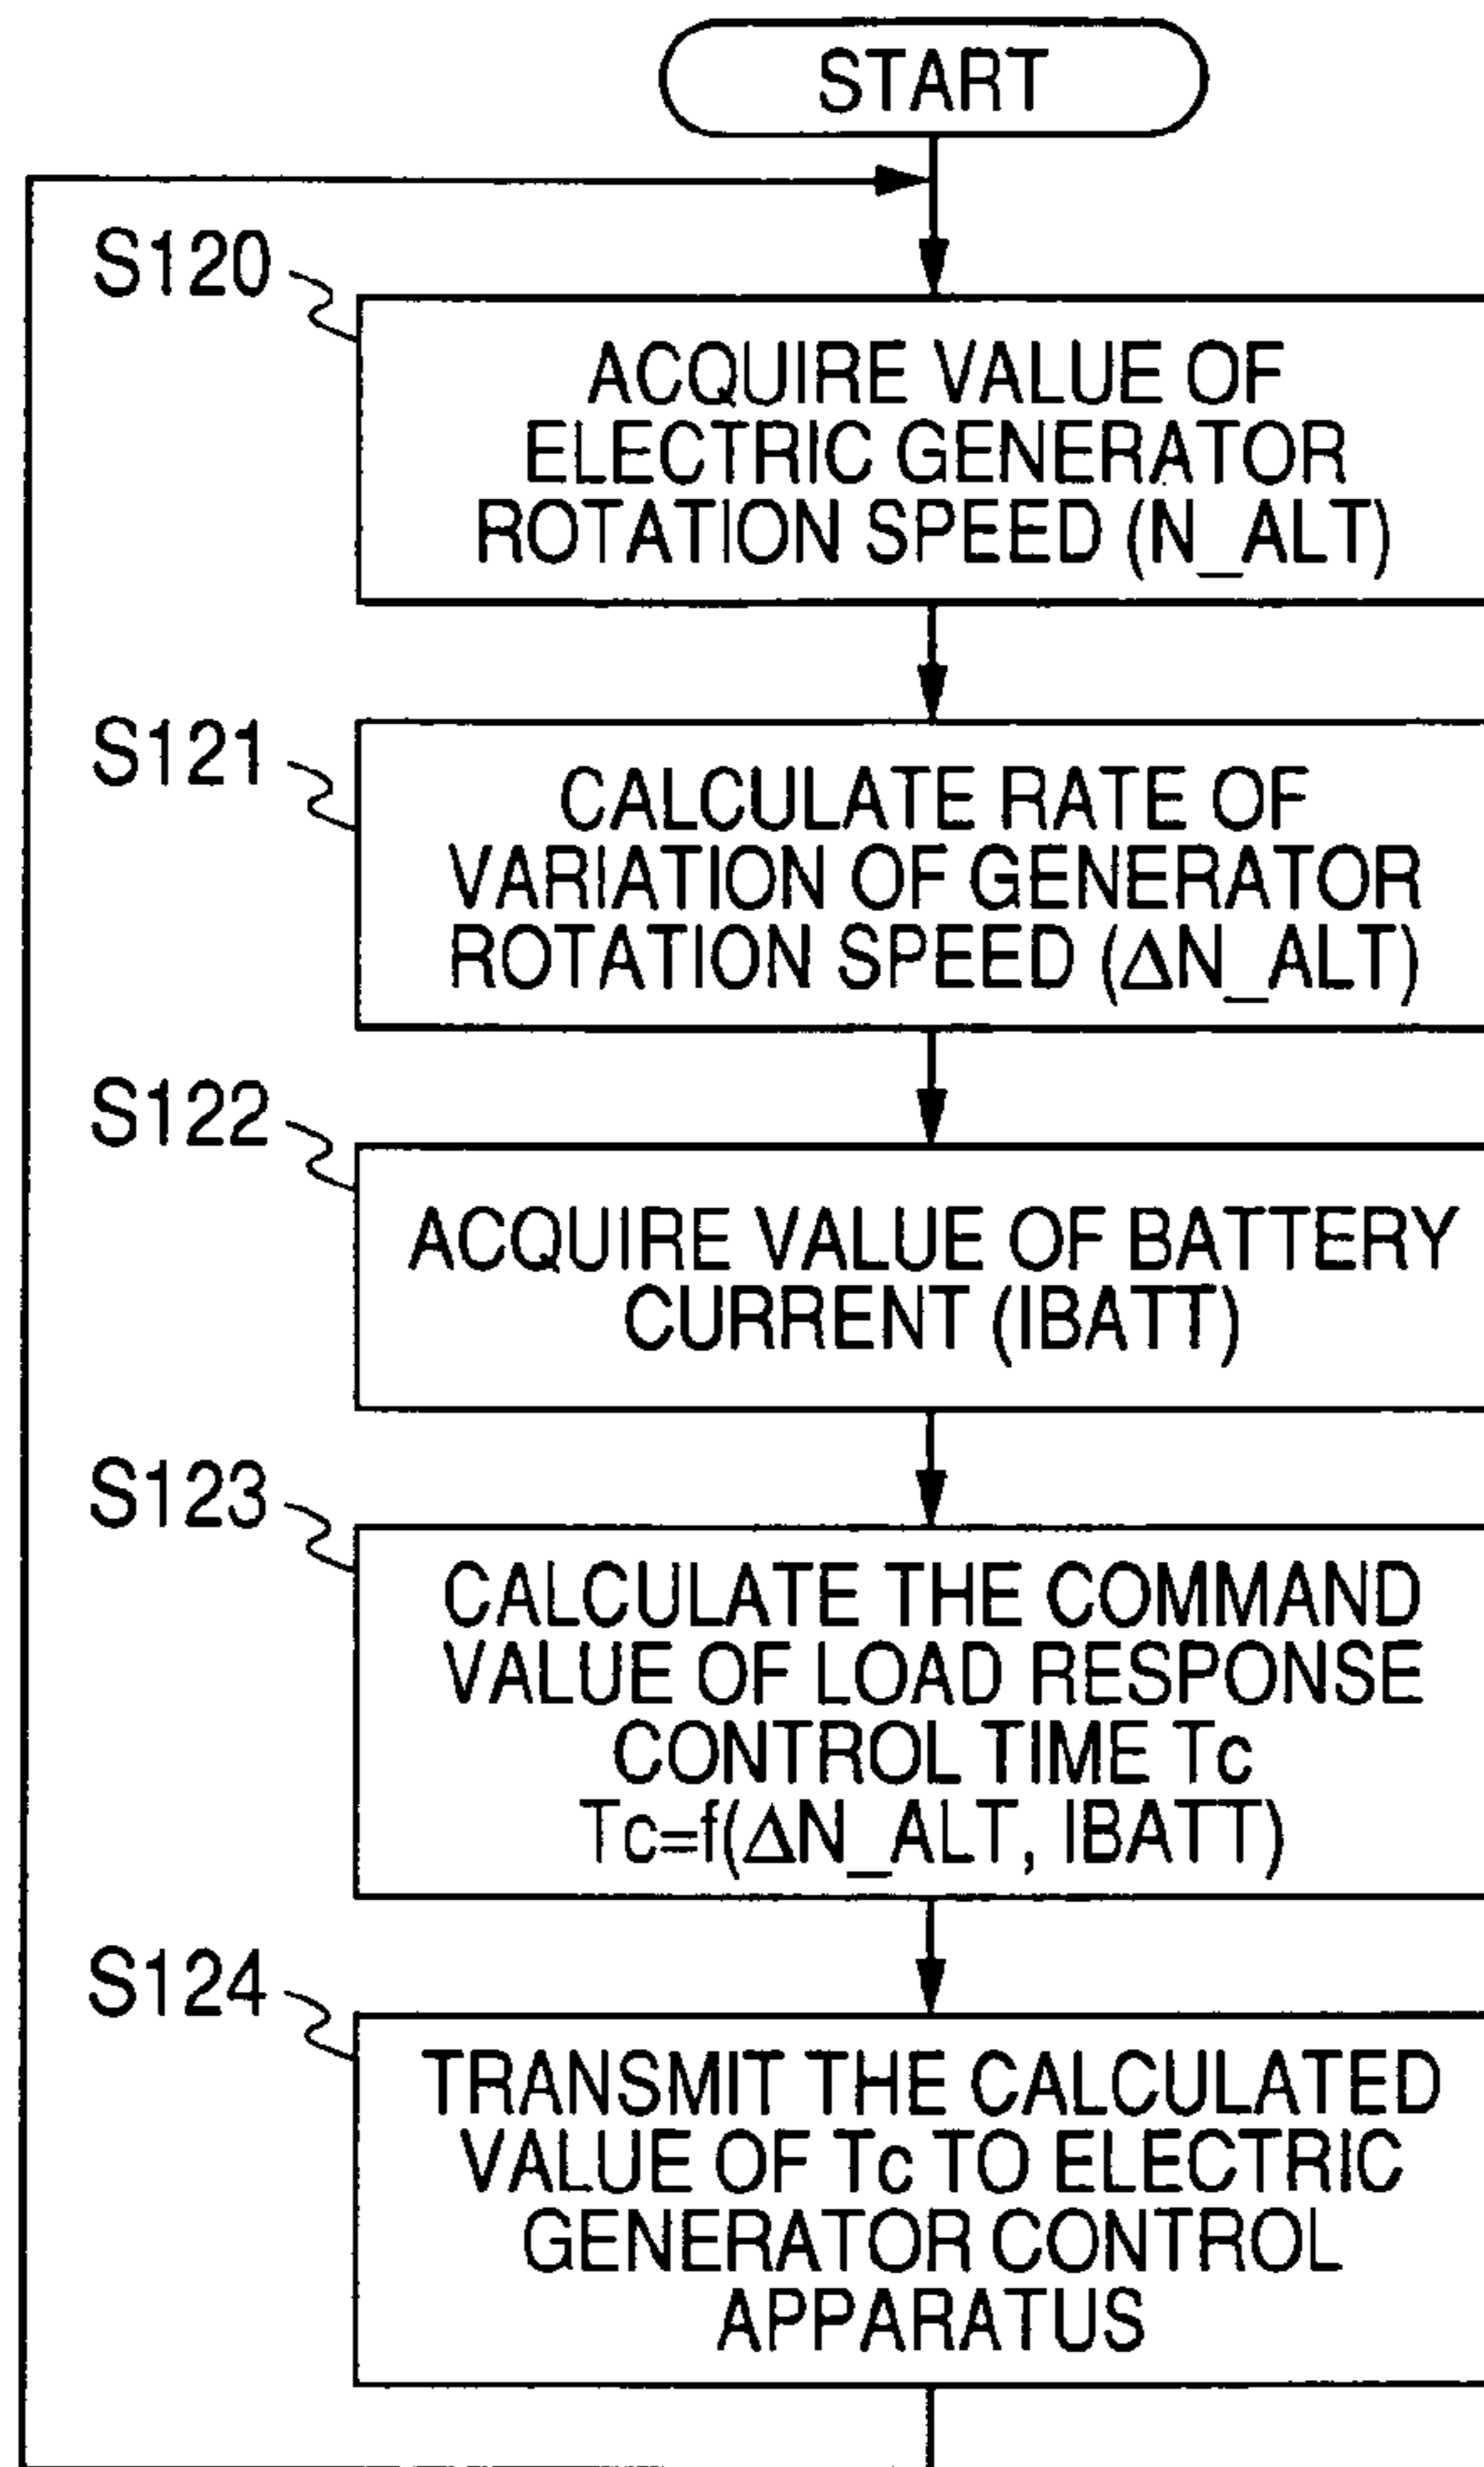 START
S120
ACQUIRE VALUE OF
ELECTRIC GENERATOR
ROTATION SPEED (N_ALT)
S121
CALCULATE RATE OF
VARIATION OF GENERATOR
ROTATION SPEED (ΔN_ALT)
S122
ACQUIRE VALUE OF BATTERY
CURRENT (IBATT)
S123
CALCULATE THE COMMAND
VALUE OF LOAD RESPONSE
CONTROL TIME Tc
Tc=f(ΔN_ALT, IBATT)
S124
TRANSMIT THE CALCULATED
VALUE OF Tc TO ELECTRIC
GENERATOR CONTROL
APPARATUS